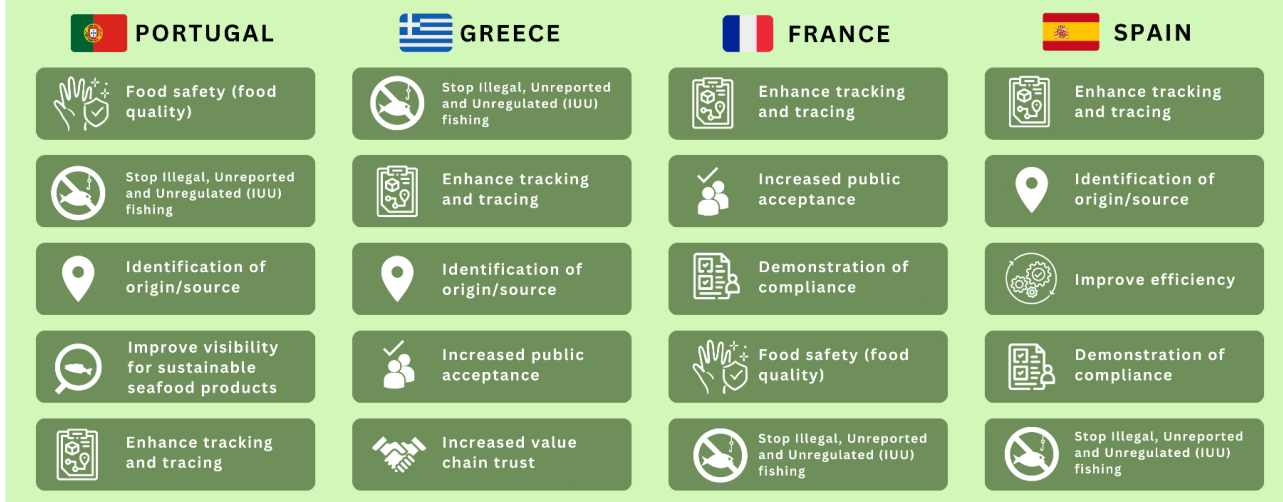 PORTUGAL
Food safety (food
quality)
Stop Illegal, Unreported
and Unregulated (IUU)
fishing
Identification of
origin/source
Improve visibility
for sustainable
seafood products
Enhance tracking
and tracing
GREECE
Stop Illegal, Unreported
and Unregulated (IUU)
fishing
Enhance tracking
and tracing
Identification of
origin/source
Increased public
acceptance
Increased value
chain trust
FRANCE
Enhance tracking
and tracing
Increased public
acceptance
Demonstration of
compliance
Food safety (food
quality)
Stop Illegal, Unreported
and Unregulated (IUU)
fishing
SPAIN
Enhance tracking
and tracing
Identification of
origin/source
Improve efficiency
Demonstration of
compliance
Stop Illegal, Unreported
and Unregulated (IUU)
fishing